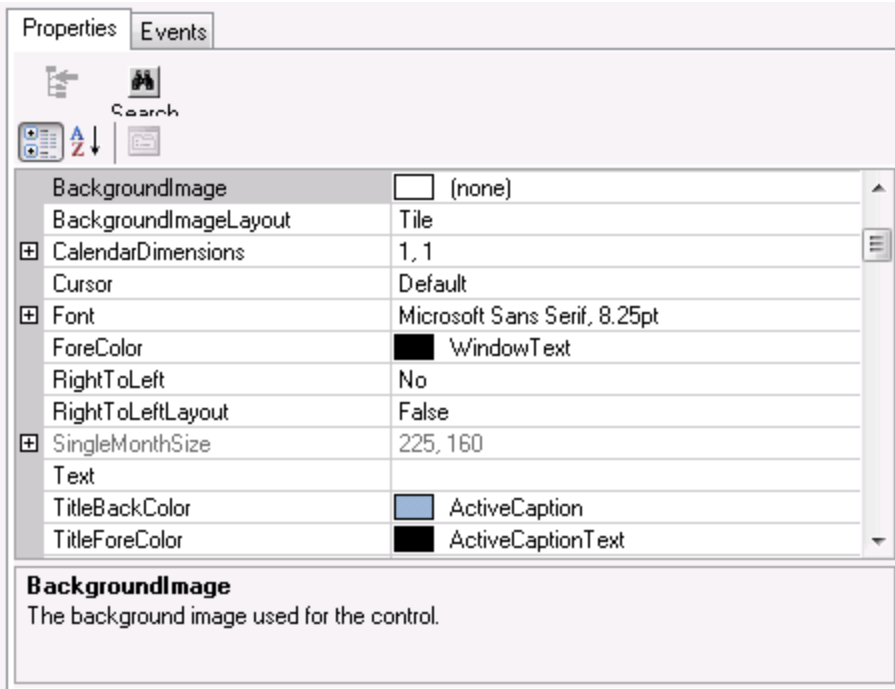 Properties Events
Search
A
Z
BackgroundImage (none)
BackgroundImageLayout Tile
CalendarDimensions 1, 1
Cursor Default
Font Microsoft Sans Serif, 8.25pt
ForeColor WindowText
RightToLeft No
RightToLeftLayout False
SingleMonthSize 225, 160
Text
TitleBackColor ActiveCaption
TitleForeColor ActiveCaptionText
BackgroundImage
The background image used for the control.